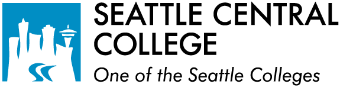 SEATTLE CENTRAL
COLLEGE
One of the Seattle Colleges